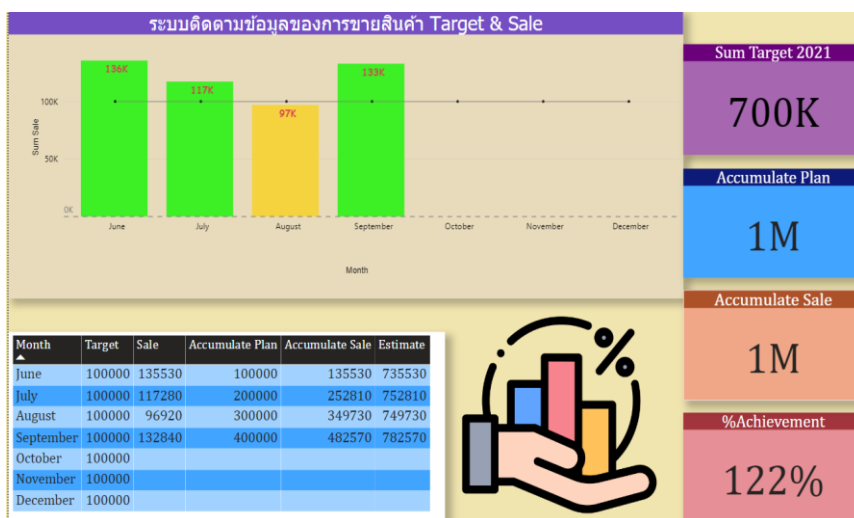 ระบบติดตามข้อมูลของการขายสินค้า Target & Sale
Sum Sale
100K
50K
0K
136K
117K
97K
133K
June July August September October November December
Month
Sum Target 2021
700K
Accumulate Plan
1M
Accumulate Sale
1M
%Achievement
122%
Month Target Sale Accumulate Plan Accumulate Sale Estimate
June 100000 135530 100000 135530 735530
July 100000 117280 200000 252810 752810
August 100000 96920 300000 349730 749730
September 100000 132840 400000 482570 782570
October 100000
November 100000
December 100000
%